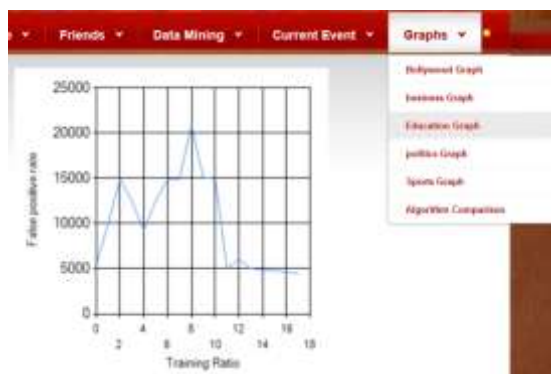 e Friends Data Mining Current Event Graphs
Bollywood Graph
business Graph
Education Graph
politics Graph
Sports Graph
Algorithm Comparison
25000
20000
15000
10000
5000
0
False positive rate
0 4 8 12 16
2 6 10 14 18
Training Ratio